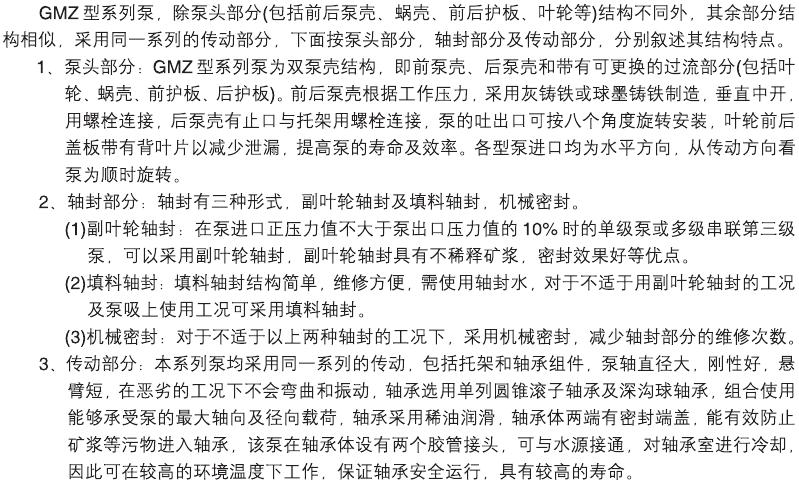 GMZ 型系列泵，除泵头部分(包括前后泵壳、蜗壳、前后护板、叶轮等)结构不同外，其余部分结
构相似，采用同一系列的传动部分，下面按泵头部分，轴封部分及传动部分，分别叙述其结构特点。
1、泵头部分：GMZ 型系列泵为双泵壳结构，即前泵壳、后泵壳和带有可更换的过流部分(包括叶
轮、蜗壳、前护板、后护板)。前后泵壳根据工作压力，采用灰铸铁或球墨铸铁制造，垂直中开，
用螺栓连接，后泵壳有止口与托架用螺栓连接，泵的吐出口可按八个角度旋转安装，叶轮前后
盖板带有背叶片以减少泄漏，提高泵的寿命及效率。各型泵进口均为水平方向，从传动方向看
泵为顺时旋转。
2、轴封部分：轴封有三种形式，副叶轮轴封及填料轴封，机械密封。
(1)副叶轮轴封：在泵进口正压力值不大于泵出口压力值的 10% 时的单级泵或多级串联第三级
泵，可以采用副叶轮轴封，副叶轮轴封具有不稀释矿浆，密封效果好等优点。
(2)填料轴封：填料轴封结构简单，维修方便，需使用轴封水，对于不适于用副叶轮轴封的工况
及泵吸上使用工况可采用填料轴封。
(3)机械密封：对于不适于以上两种轴封的工况下，采用机械密封，减少轴封部分的维修次数。
3、传动部分：本系列泵均采用同一系列的传动，包括托架和轴承组件，泵轴直径大，刚性好，悬
臂短，在恶劣的工况下不会弯曲和振动，轴承选用单列圆锥滚子轴承及深沟球轴承，组合使用
能够承受泵的最大轴向及径向载荷，轴承采用稀油润滑，轴承体两端有密封端盖，能有效防止
矿浆等污物进入轴承，该泵在轴承体设有两个胶管接头，可与水源接通，对轴承室进行冷却，
因此可在较高的环境温度下工作，保证轴承安全运行，具有较高的寿命。